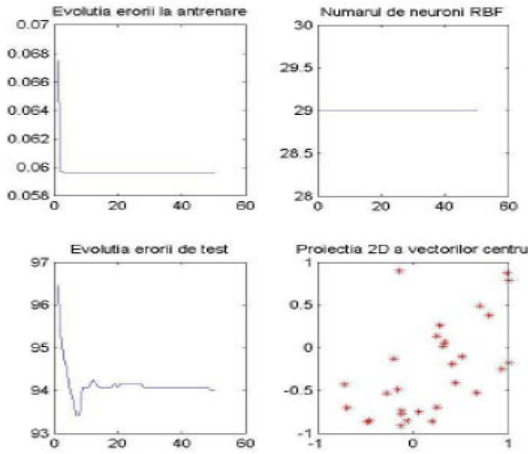 Evolutia erorii la antrenare
0.07
0.068
0.066
0.064
0.062
0.06
0.058
0 20 40 60
Numarul de neuroni RBF
30
29.5
29
28.5
28
0 20 40 60
Evolutia erorii de test
97
96
95
94
93
0 20 40 60
Proiectia 2D a vectorilor centru
1
0.5
0
-0.5
-1
-1 0 1